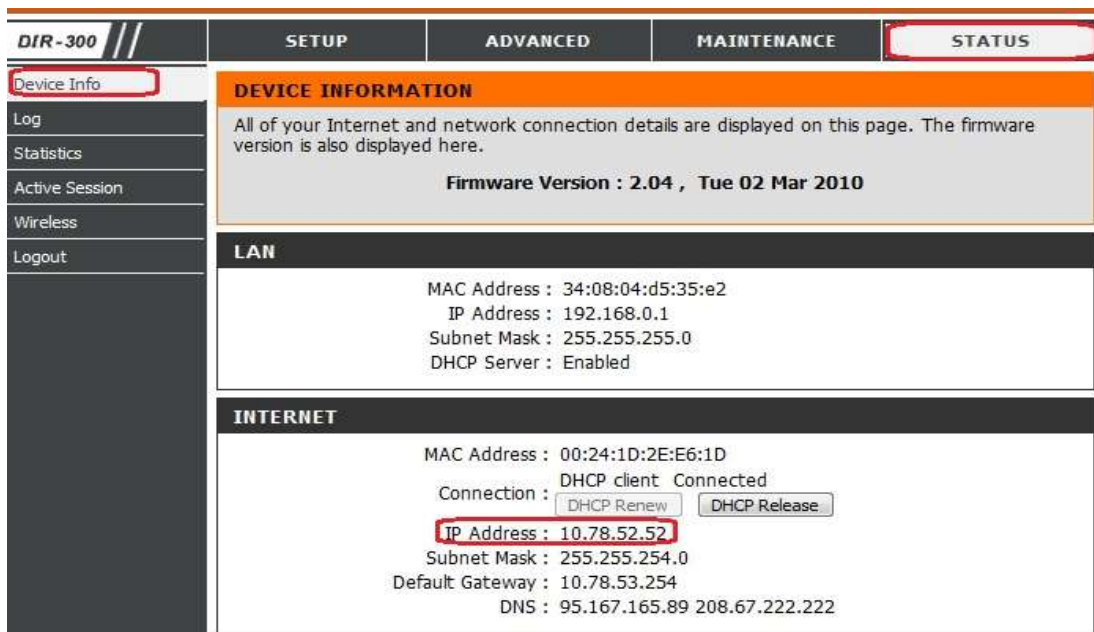 DIR-300
SETUP ADVANCED MAINTENANCE STATUS
Device Info
Log
Statistics
Active Session
Wireless
Logout
DEVICE INFORMATION
All of your Internet and network connection details are displayed on this page. The firmware
version is also displayed here.
Firmware Version : 2.04 , Tue 02 Mar 2010
LAN
MAC Address : 34:08:04:d5:35:e2
IP Address : 192.168.0.1
Subnet Mask : 255.255.255.0
DHCP Server : Enabled
INTERNET
MAC Address : 00:24:1D:2E:E6:1D
Connection : DHCP client Connected
DHCP Renew DHCP Release
IP Address : 10.78.52.52
Subnet Mask : 255.255.254.0
Default Gateway : 10.78.53.254
DNS : 95.167.165.89 208.67.222.222